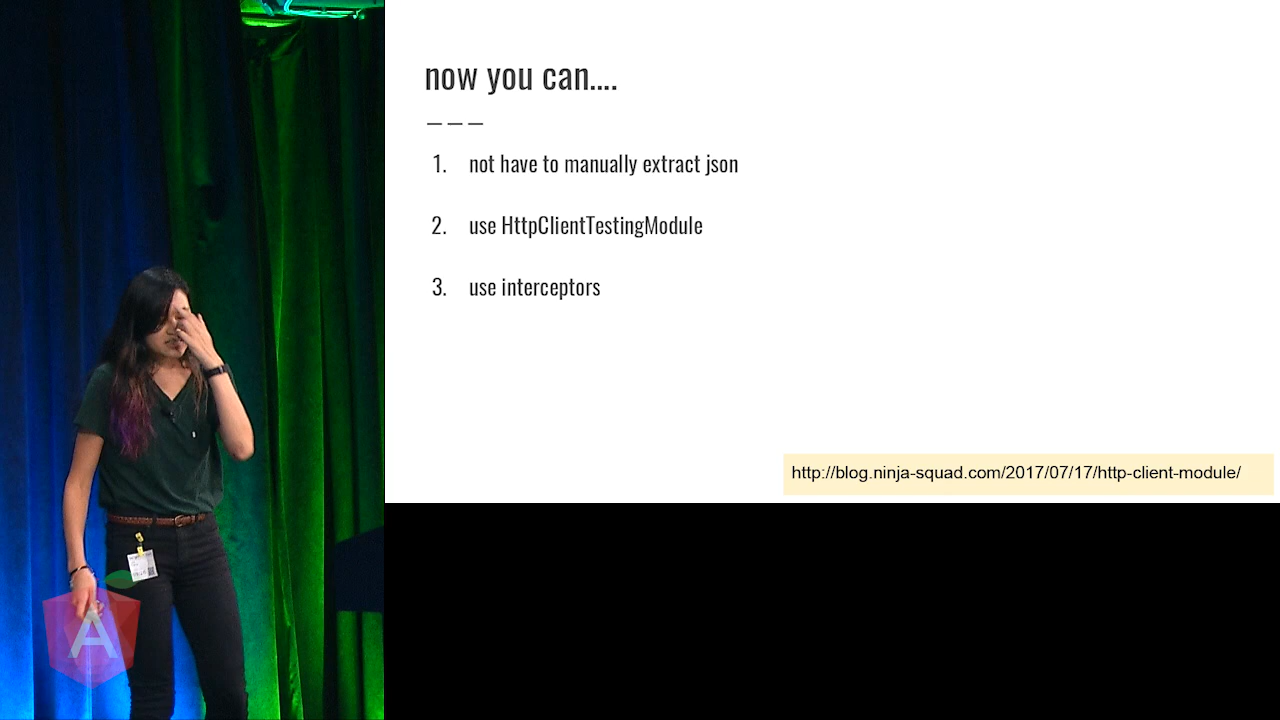 now you can....
1. not have to manually extract json
2. use HttpClientTestingModule
3. use interceptors
http://blog.ninja-squad.com/2017/07/17/http-client-module/
A